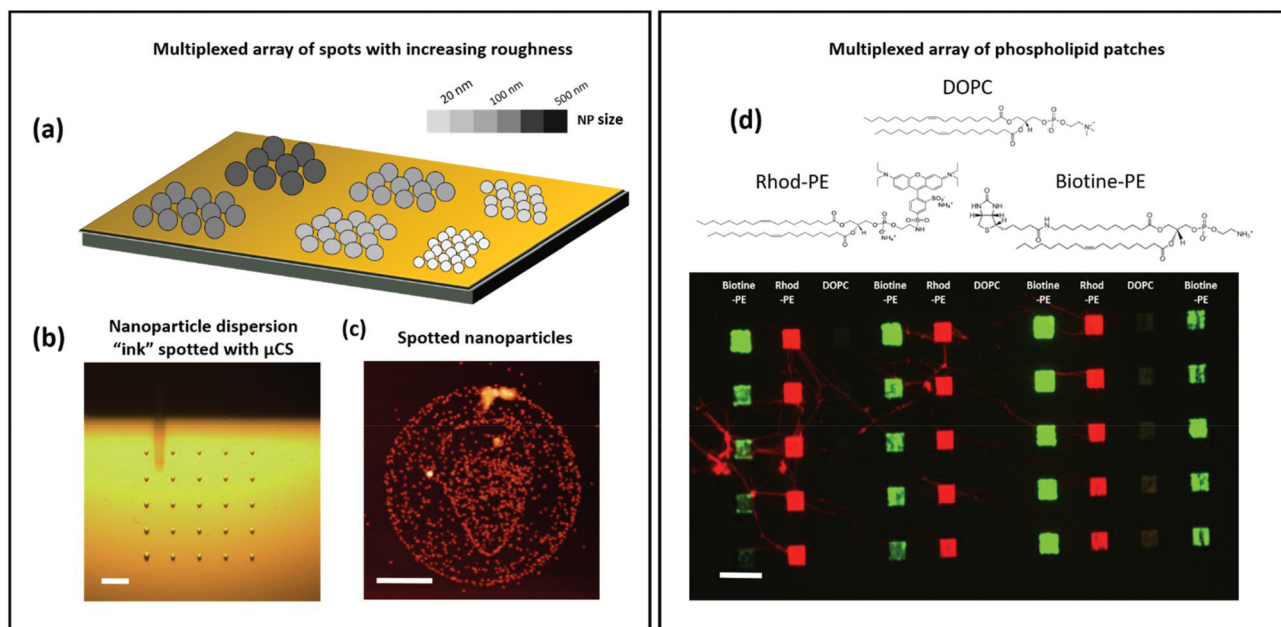 Multiplexed array of spots with increasing roughness
(a)
20 nm
100 nm
500 nm
NP size
(b)
Nanoparticle dispersion
“ink” spotted with μCS
(c)
Spotted nanoparticles
Multiplexed array of phospholipid patches
(d)
DOPC
Rhod-PE
Biotine-PE
Biotine
-PE
Rhod
-PE
DOPC
Biotine
-PE
Rhod
-PE
DOPC
Biotine
-PE
Rhod
-PE
DOPC
Biotine
-PE